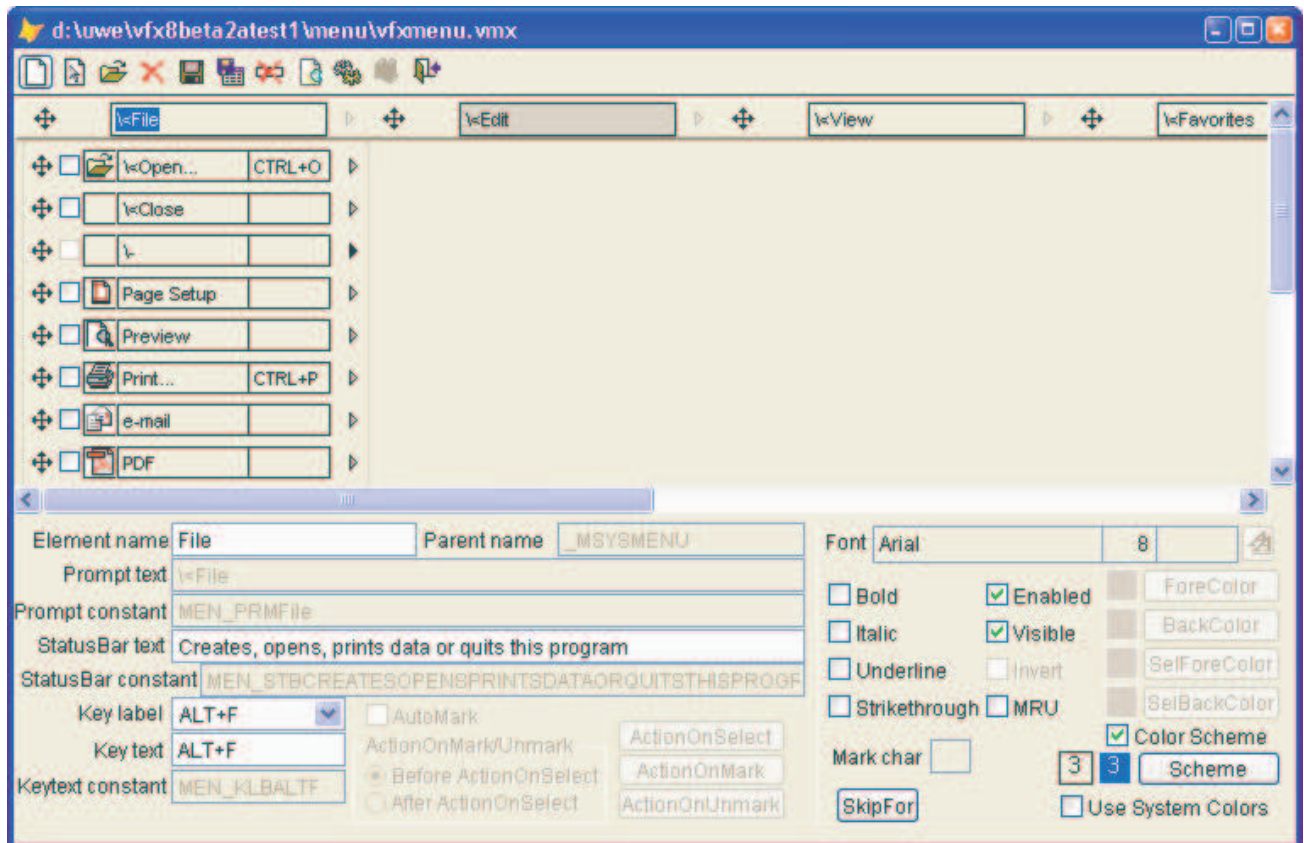 d:\uwe\vfx8beta2atest1\menu\vfxmenu.vmx
\<File \<Edit \<View \<Favorites
\<Open... CTRL+O
\<Close
\-
Page Setup
Preview
Print... CTRL+P
e-mail
PDF
Element name File Parent name _MSYSMENU Font Arial 8
Prompt text \<File
Prompt constant MEN_PRMFile
StatusBar text Creates, opens, prints data or quits this program
StatusBar constant MEN_STBCREATESOPENSPRINTSDATAORQUITSTHISPROGF
Key label ALT+F
Key text ALT+F
Keytext constant MEN_KLBALTF
AutoMark
ActionOnMark/Unmark
Before ActionOnSelect
After ActionOnSelect
ActionOnSelect
ActionOnMark
ActionOnUnmark
Bold Enabled ForeColor
Italic Visible BackColor
Underline Invert SelForeColor
Strikethrough MRU SelBackColor
Color Scheme
Mark char 3 3 Scheme
SkipFor Use System Colors